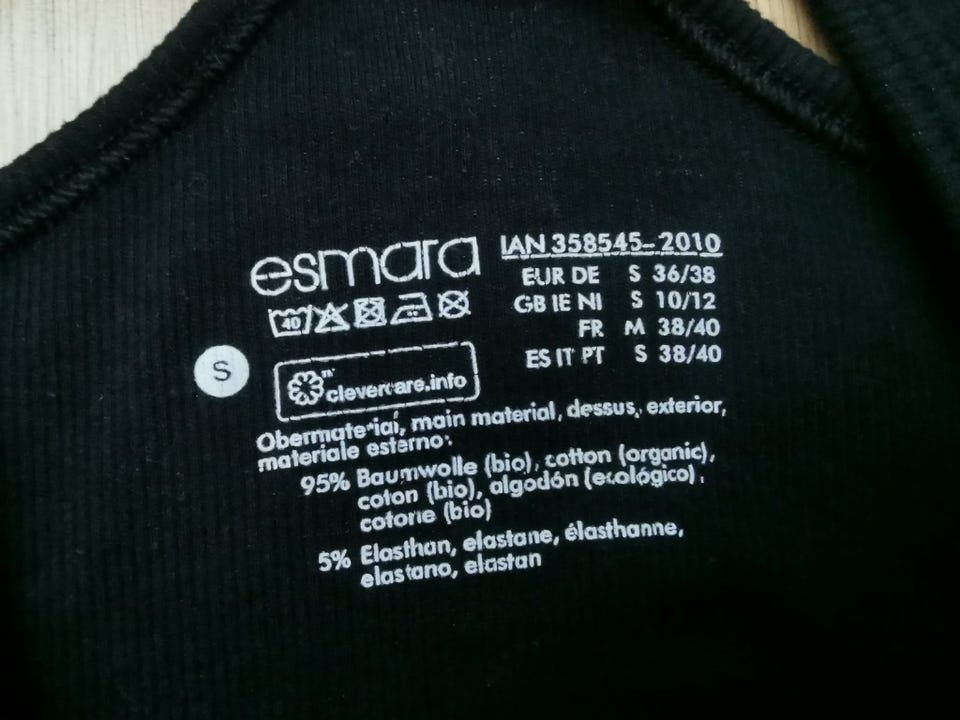 esmara
IAN 358545-2010
EUR DE S 36/38
GB IE NI S 10/12
FR M 38/40
ES IT PT S 38/40
40
S
clevercare.info
Obermaterial, main material, dessus, exterior,
materiale esterno:
95% Baumwolle (bio), cotton (organic),
coton (bio), algodón (ecológico),
cotone (bio)
5% Elasthan, elastane, élasthanne,
elastano, elastan